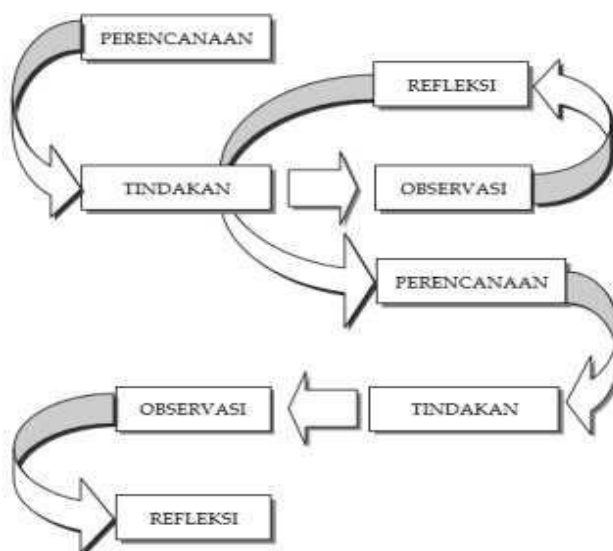 PERENCANAAN
REFLEKSI
TINDAKAN
OBSERVASI
PERENCANAAN
OBSERVASI
TINDAKAN
REFLEKSI